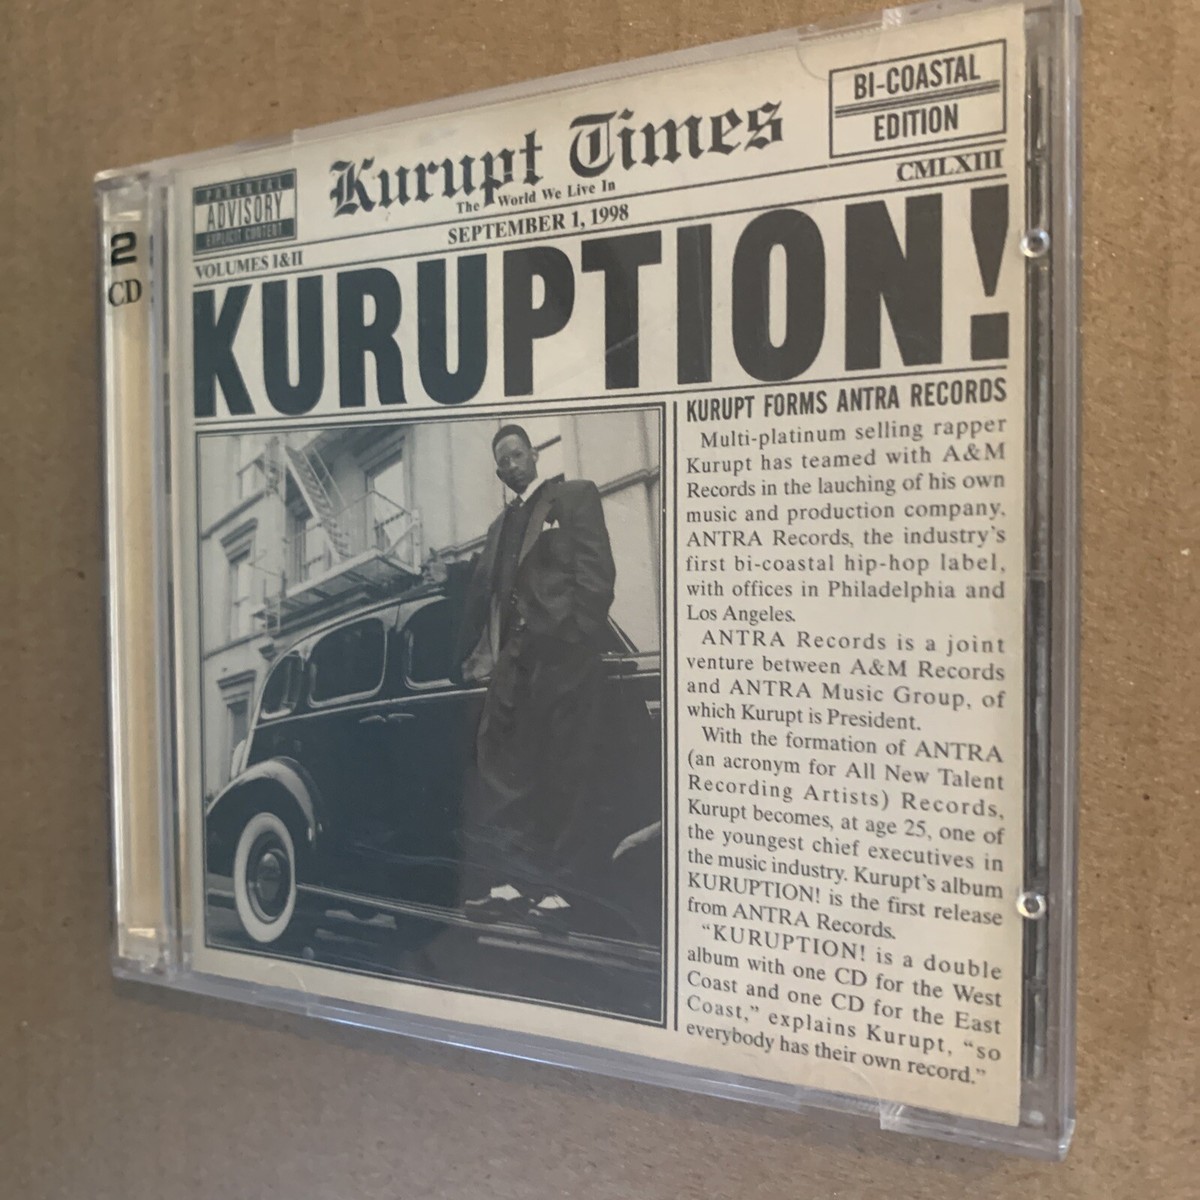 2
CD
PARENTAL
ADVISORY
EXPLICIT CONTENT
Kurupt Times
The World We Live In
BI-COASTAL
EDITION
VOLUMES I&II
SEPTEMBER 1, 1998
CMLXIII
KURUPTION!
KURUPT FORMS ANTRA RECORDS
Multi-platinum selling rapper
Kurupt has teamed with A&M
Records in the lauching of his own
music and production company,
ANTRA Records, the industry's
first bi-coastal hip-hop label,
with offices in Philadelphia and
Los Angeles.
ANTRA Records is a joint
venture between A&M Records
and ANTRA Music Group, of
which Kurupt is President.
With the formation of ANTRA
(an acronym for All New Talent
Recording Artists) Records,
Kurupt becomes, at age 25, one of
the youngest chief executives in
the music industry. Kurupt's album
KURUPTION! is the first release
from ANTRA Records.
"KURUPTION! is a double
album with one CD for the West
Coast and one CD for the East
Coast," explains Kurupt, "so
everybody has their own record."